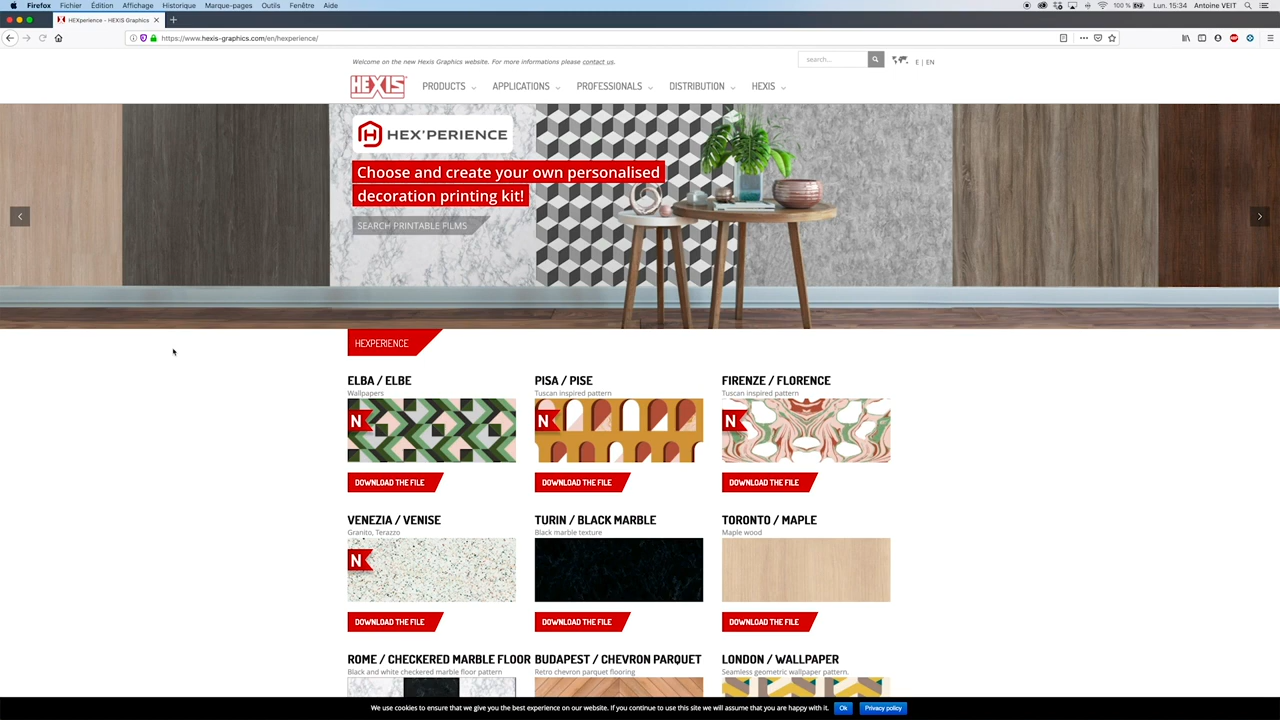 Firefox Fichier Édition Affichage Historique Marque-pages Outils Fenêtre Aide
100 % Lun. 15:34 Antoine VEIT
HEXperience - HEXIS Graphics
https://www.hexis-graphics.com/en/hexperience/
Welcome on the new Hexis Graphics website. For more informations please contact us.
search...
E | EN
HEXIS
PRODUCTS APPLICATIONS PROFESSIONALS DISTRIBUTION HEXIS
HEX'PERIENCE
Choose and create your own personalised
decoration printing kit!
SEARCH PRINTABLE FILMS
HEXPERIENCE
ELBA / ELBE PISA / PISE FIRENZE / FLORENCE
Wallpapers Tuscan inspired pattern Tuscan inspired pattern
N N N
DOWNLOAD THE FILE DOWNLOAD THE FILE DOWNLOAD THE FILE
VENEZIA / VENISE TURIN / BLACK MARBLE TORONTO / MAPLE
Granito, Terazzo Black marble texture Maple wood
N
DOWNLOAD THE FILE DOWNLOAD THE FILE DOWNLOAD THE FILE
ROME / CHECKERED MARBLE FLOOR BUDAPEST / CHEVRON PARQUET LONDON / WALLPAPER
Black and white checkered marble floor pattern Retro chevron parquet flooring Seamless geometric wallpaper pattern.
We use cookies to ensure that we give you the best experience on our website. If you continue to use this site we will assume that you are happy with it. Ok Privacy policy